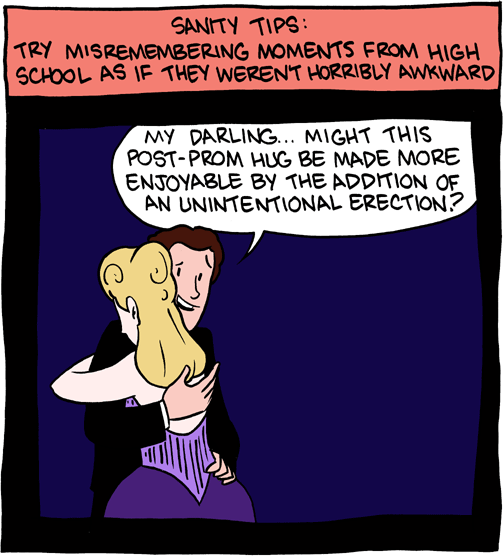 SANITY TIPS:
TRY MISREMEMBERING MOMENTS FROM HIGH
SCHOOL AS IF THEY WEREN'T HORRIBLY AWKWARD
MY DARLING... MIGHT THIS
POST-PROM HUG BE MADE MORE
ENJOYABLE BY THE ADDITION OF
AN UNINTENTIONAL ERECTION?